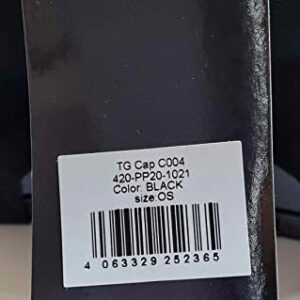 TG Cap C004
420-PP20-1021
Color: BLACK
size:OS
4 063329 252365